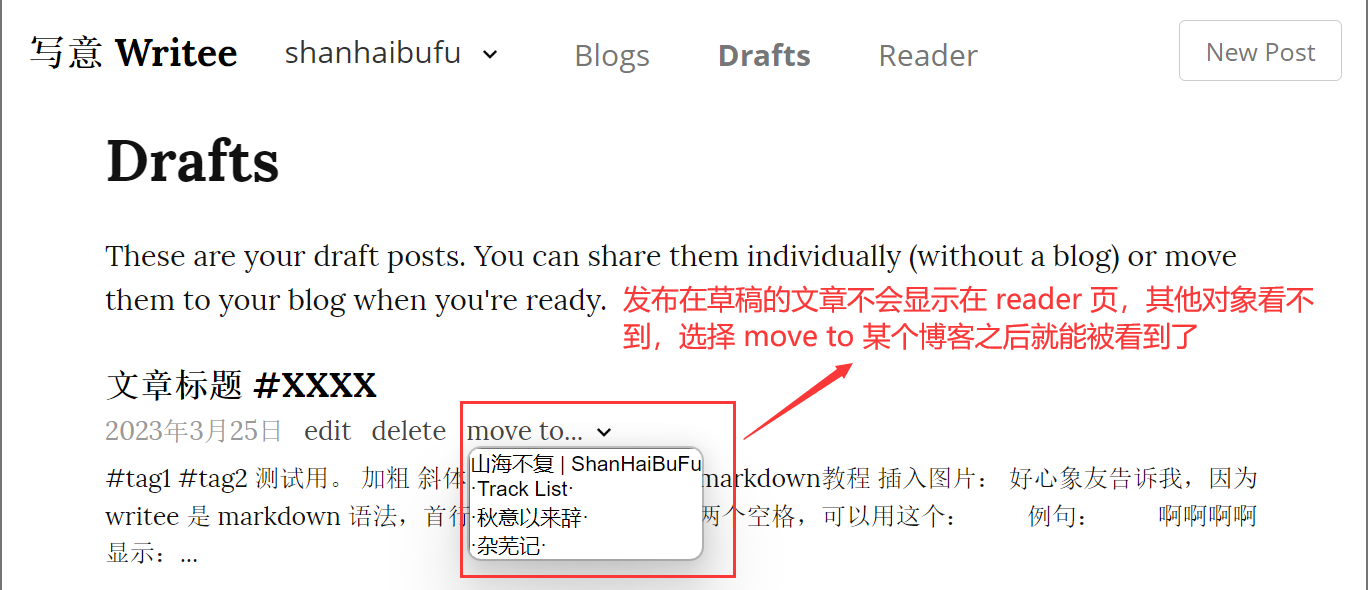 写意 Writee shanhaibufu Blogs Drafts Reader New Post
Drafts
These are your draft posts. You can share them individually (without a blog) or move
them to your blog when you're ready.
发布在草稿的文章不会显示在 reader 页，其他对象看不
到，选择 move to 某个博客之后就能被看到了
文章标题 #XXXX
2023年3月25日 edit delete move to...
山海不复 | ShanHaiBuFu
·Track List·
·秋意以来辞·
·杂芜记·
#tag1 #tag2 测试用。 加粗 斜体 markdown教程 插入图片： 好心象友告诉我，因为
writee 是 markdown 语法，首行 两个空格，可以用这个： 例句： 啊啊啊啊
显示：...